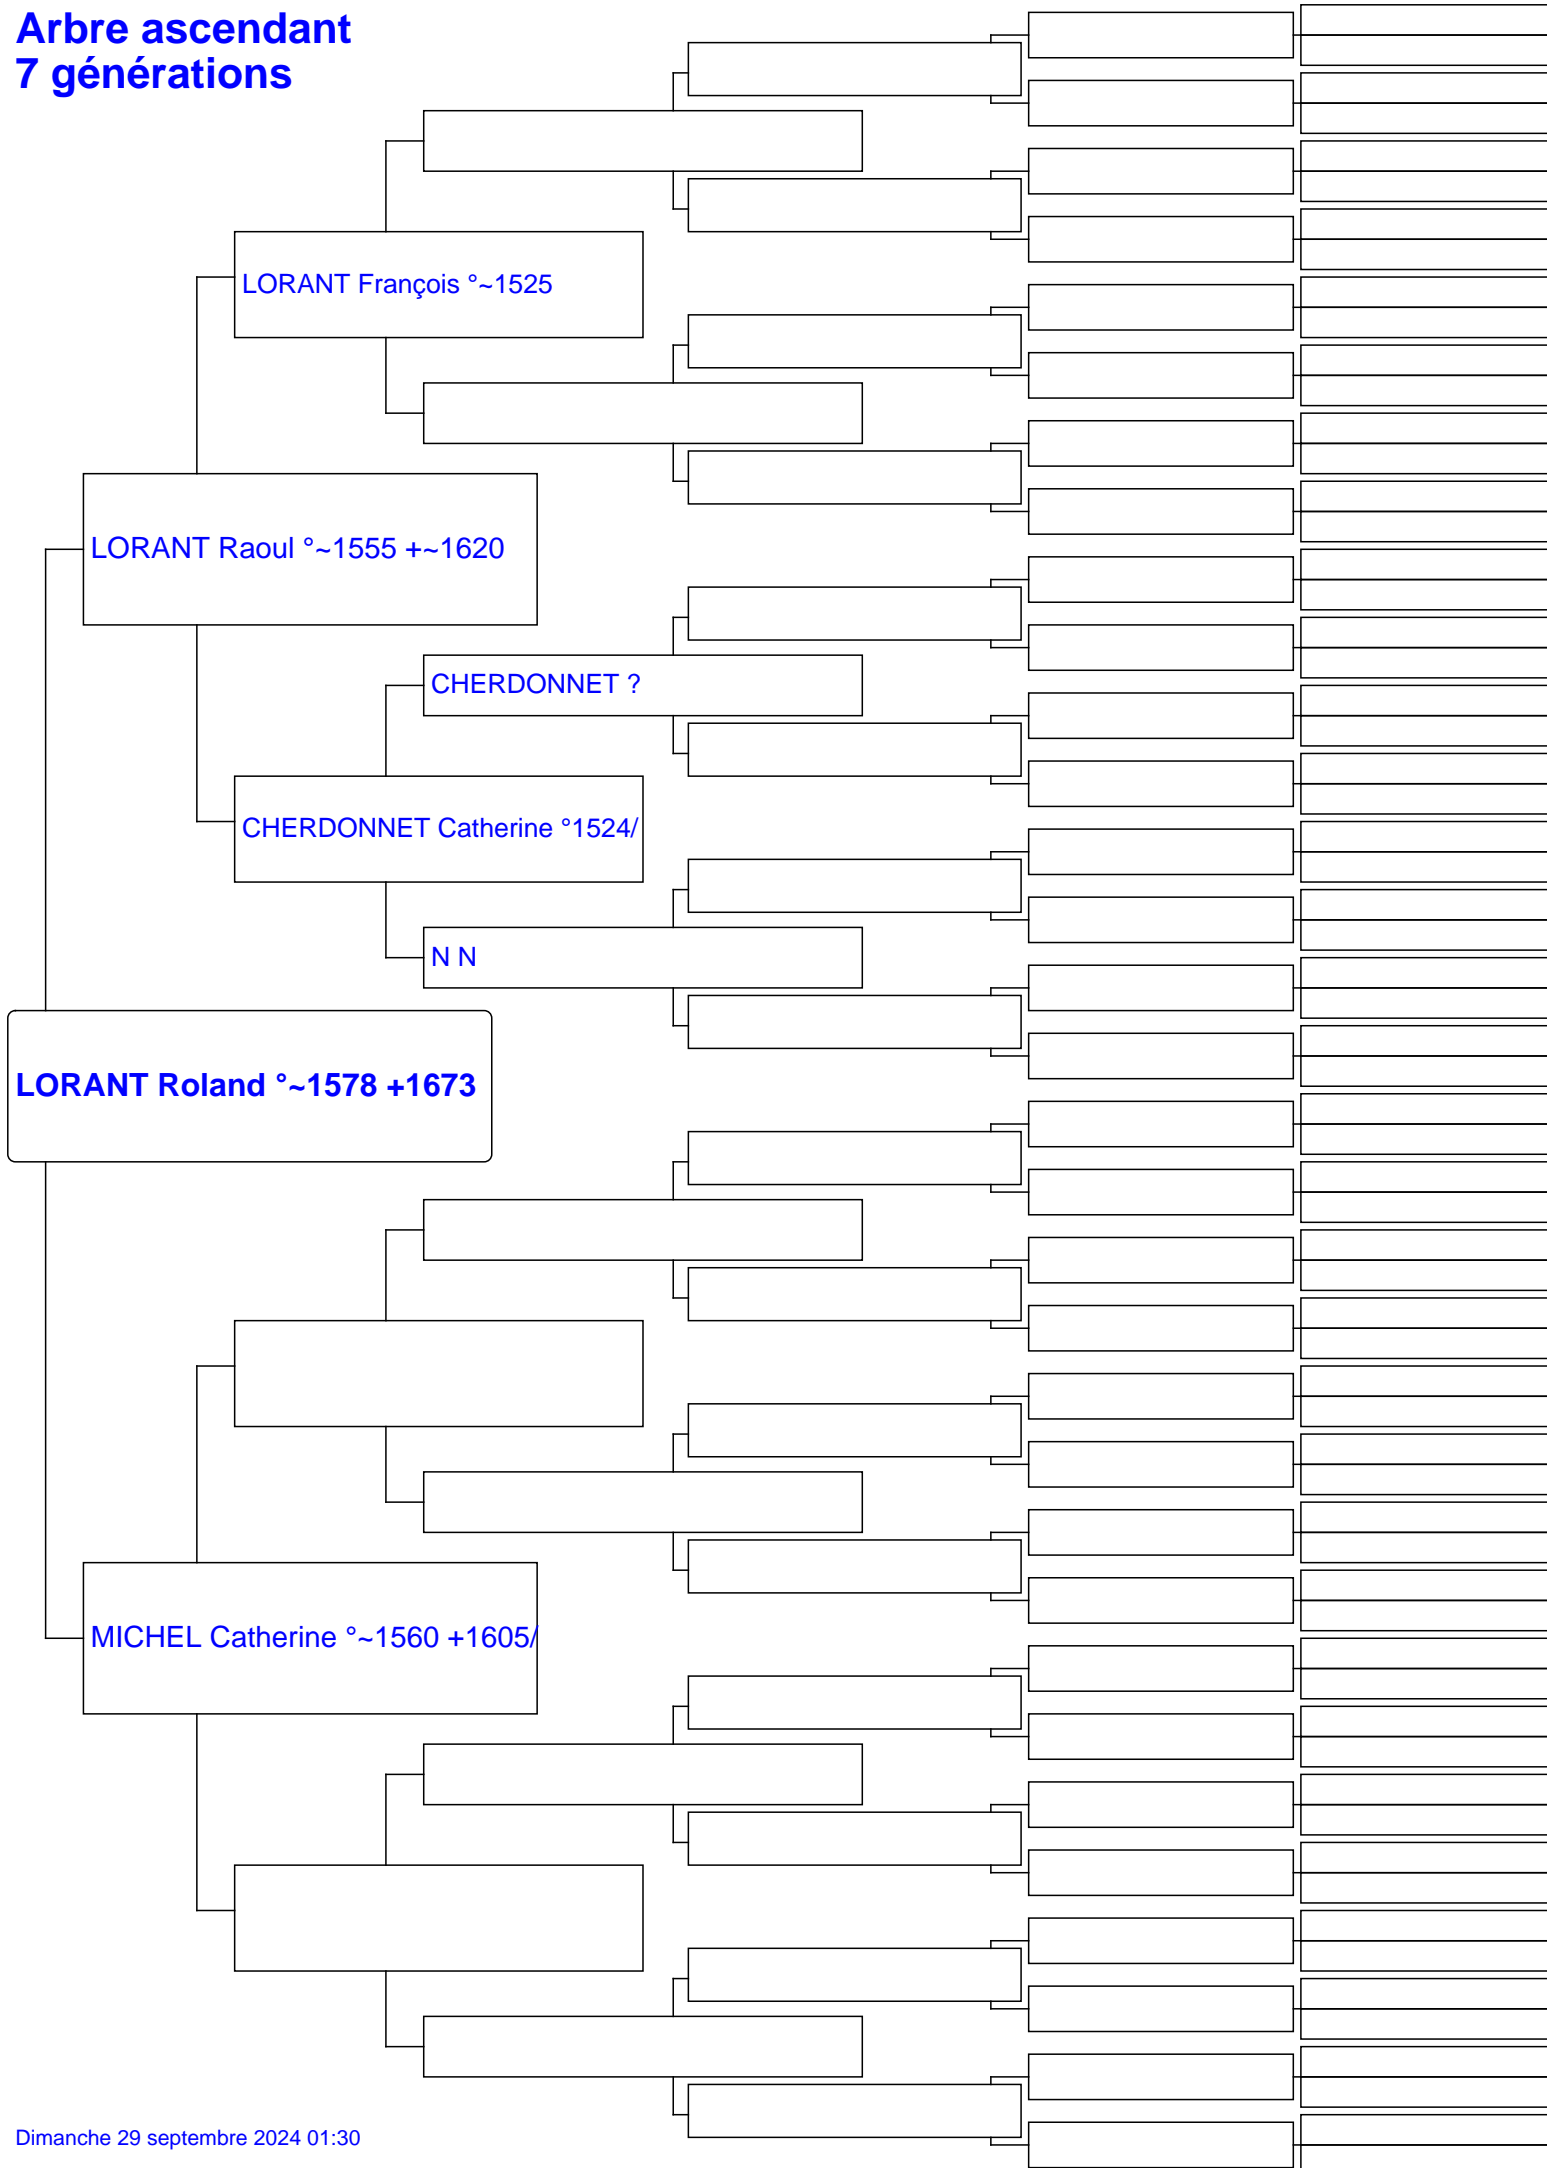 Arbre ascendant
7 générations
LORANT François °~1525
LORANT Raoul °~1555 +~1620
CHERDONNET ?
CHERDONNET Catherine °1524/
N N
LORANT Roland °~1578 +1673
MICHEL Catherine °~1560 +1605/
Dimanche 29 septembre 2024 01:30